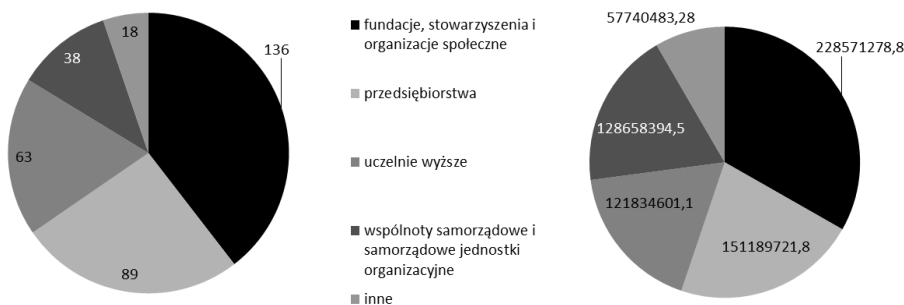 18
136
38
63
89
fundacje, stowarzyszenia i
organizacje społeczne
przedsiębiorstwa
uczelnie wyższe
wspólnoty samorządowe i
samorządowe jednostki
organizacyjne
inne
57740483,28
228571278,8
128658394,5
121834601,1
151189721,8